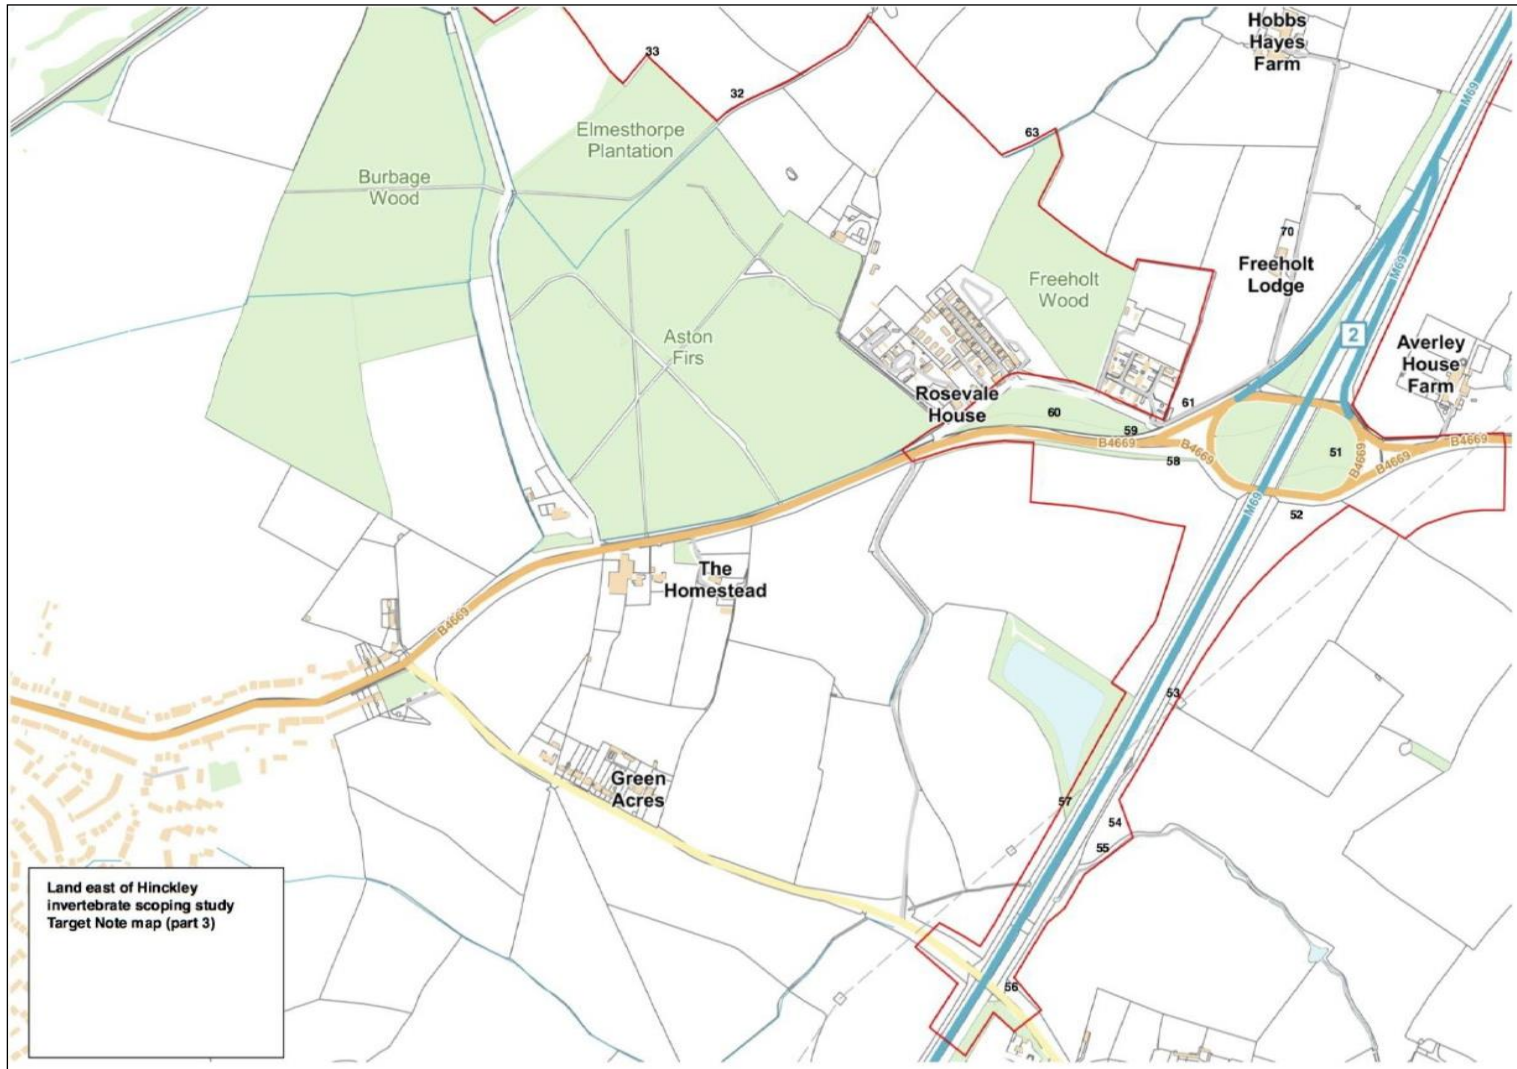 Hobbs
Hayes
Farm
33
32
M69
Elmesthorpe
Plantation
63
Burbage
Wood
70
Freeholt
Lodge
Freeholt
Wood
M69
2
Aston
Firs
Averley
House
Farm
Rosevale
House
61
60
59
B4669
B4669
58
51
B4669
B4669
B4669
M69
52
The
Homestead
B4669
53
Green
Acres
57
54
55
56
Land east of Hinckley
invertebrate scoping study
Target Note map (part 3)